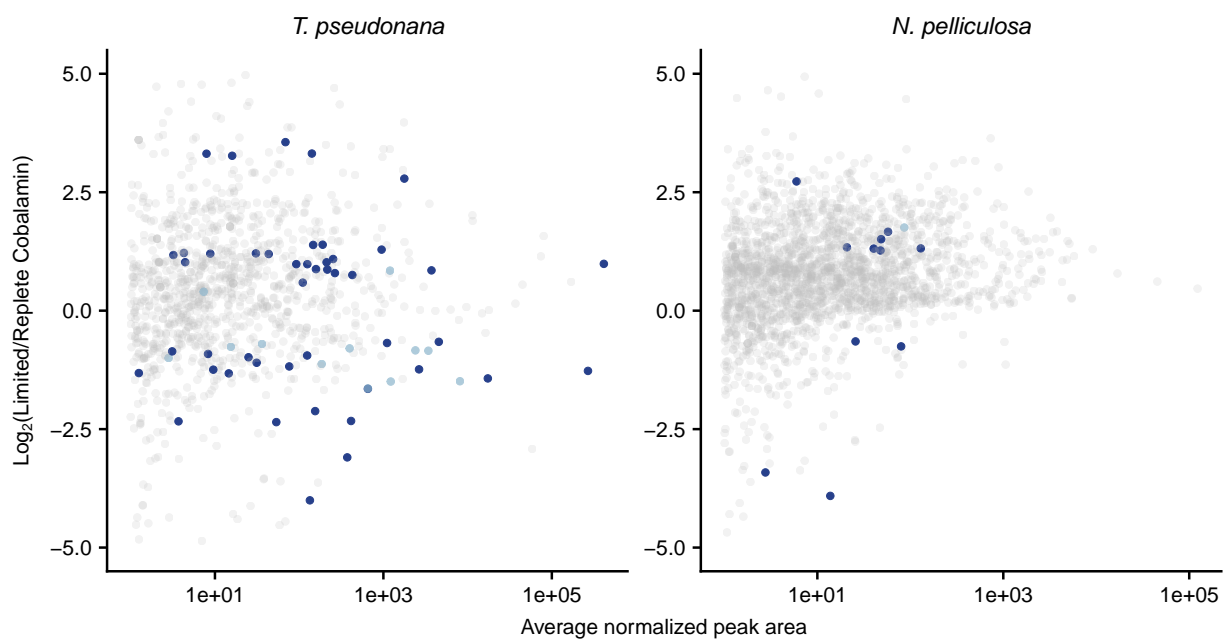 T. pseudonana
N. pelliculosa
Log₂(Limited/Replete Cobalamin)
5.0
2.5
0.0
−2.5
−5.0
5.0
2.5
0.0
−2.5
−5.0
1e+01
1e+03
1e+05
1e+01
1e+03
1e+05
Average normalized peak area